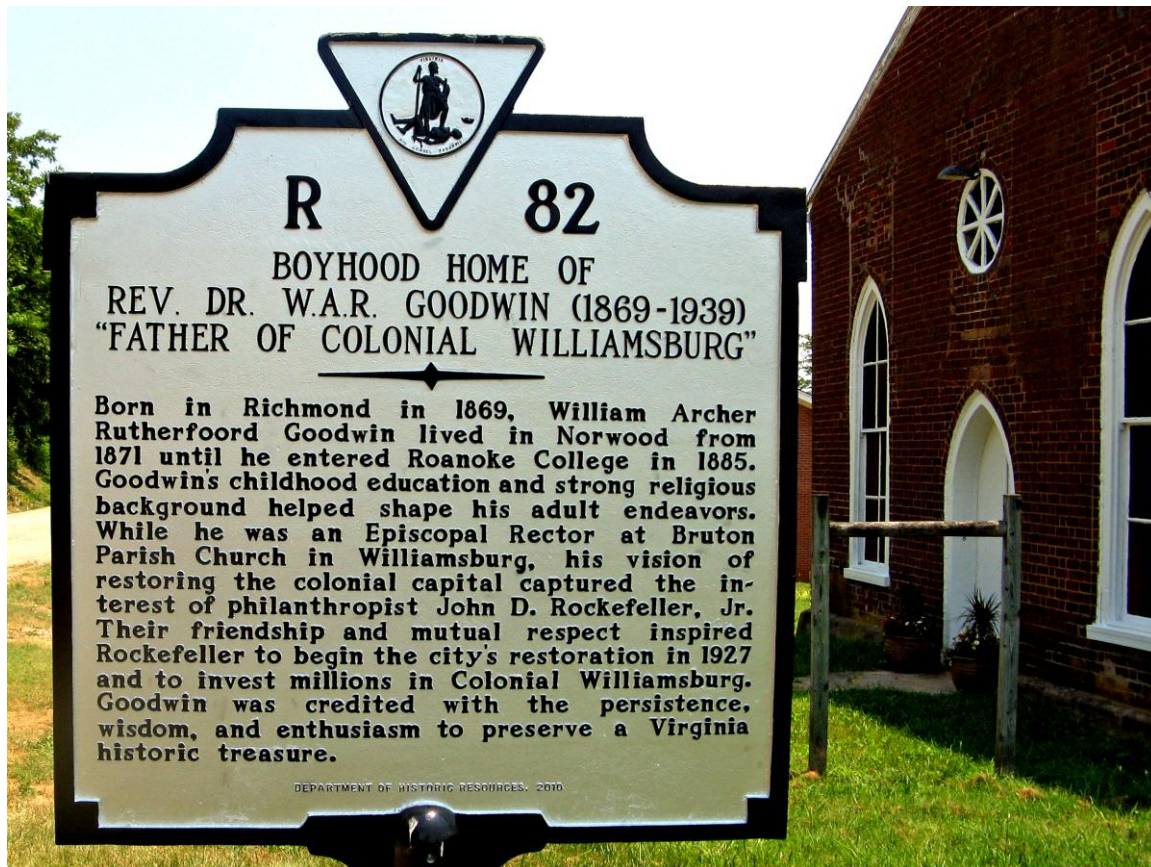 VIRGINIA
R 82
BOYHOOD HOME OF
REV. DR. W.A.R. GOODWIN (1869-1939)
"FATHER OF COLONIAL WILLIAMSBURG"
Born in Richmond in 1869, William Archer
Rutherfoord Goodwin lived in Norwood from
1871 until he entered Roanoke College in 1885.
Goodwin's childhood education and strong religious
background helped shape his adult endeavors.
While he was an Episcopal Rector at Bruton
Parish Church in Williamsburg, his vision of
restoring the colonial capital captured the in-
terest of philanthropist John D. Rockefeller, Jr.
Their friendship and mutual respect inspired
Rockefeller to begin the city's restoration in 1927
and to invest millions in Colonial Williamsburg.
Goodwin was credited with the persistence,
wisdom, and enthusiasm to preserve a Virginia
historic treasure.
DEPARTMENT OF HISTORIC RESOURCES, 2010